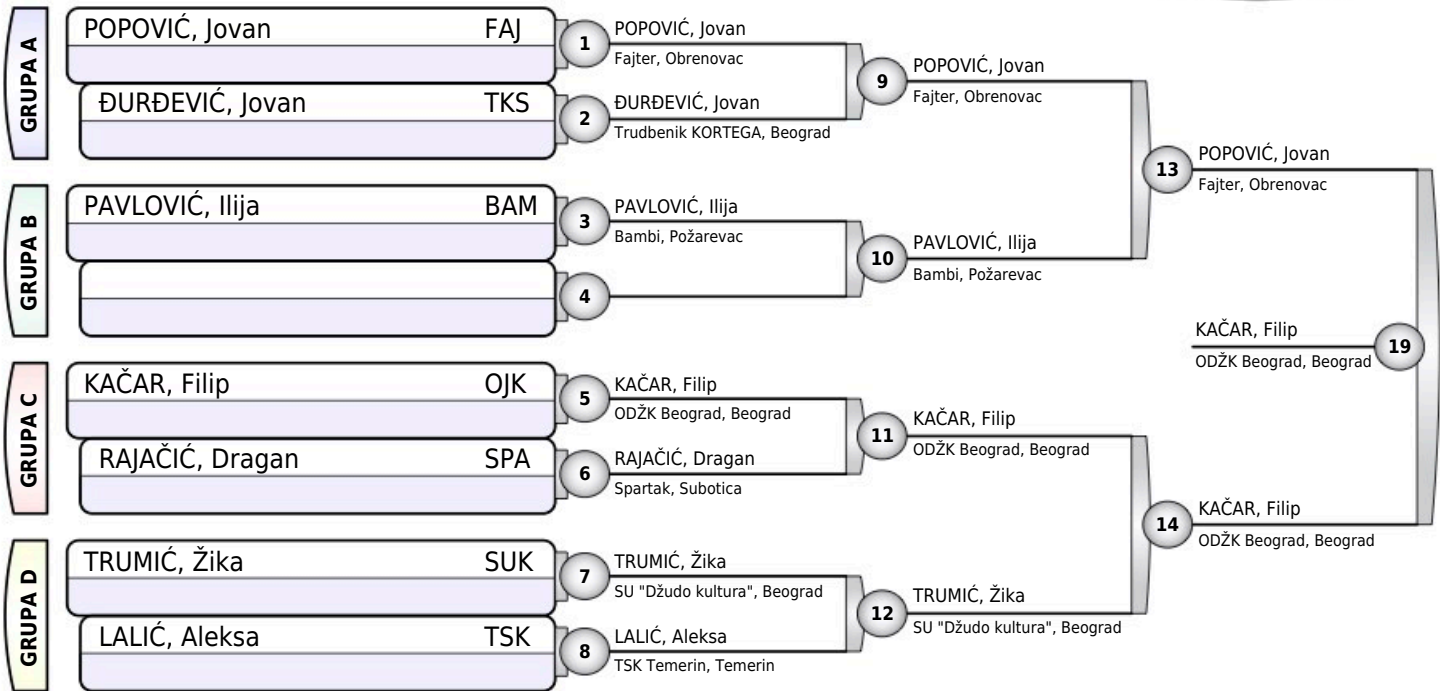 GRUPA A
POPOVIĆ, Jovan FAJ
ĐURĐEVIĆ, Jovan TKS
1
POPOVIĆ, Jovan
Fajter, Obrenovac
2
ĐURĐEVIĆ, Jovan
Trudbenik KORTEGA, Beograd
9
POPOVIĆ, Jovan
Fajter, Obrenovac
GRUPA B
PAVLOVIĆ, Ilija BAM
3
PAVLOVIĆ, Ilija
Bambi, Požarevac
4
10
PAVLOVIĆ, Ilija
Bambi, Požarevac
13
POPOVIĆ, Jovan
Fajter, Obrenovac
GRUPA C
KAČAR, Filip OJK
RAJAČIĆ, Dragan SPA
5
KAČAR, Filip
ODŽK Beograd, Beograd
6
RAJAČIĆ, Dragan
Spartak, Subotica
11
KAČAR, Filip
ODŽK Beograd, Beograd
GRUPA D
TRUMIĆ, Žika SUK
LALIĆ, Aleksa TSK
7
TRUMIĆ, Žika
SU "Džudo kultura", Beograd
8
LALIĆ, Aleksa
TSK Temerin, Temerin
12
TRUMIĆ, Žika
SU "Džudo kultura", Beograd
14
KAČAR, Filip
ODŽK Beograd, Beograd
KAČAR, Filip
ODŽK Beograd, Beograd
19